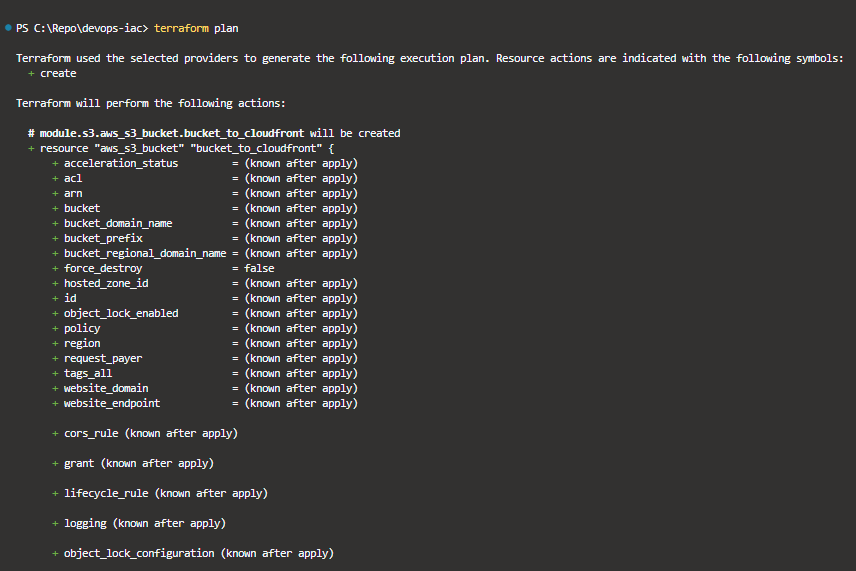 PS C:\Repo\devops-iac> terraform plan
Terraform used the selected providers to generate the following execution plan. Resource actions are indicated with the following symbols:
+ create
Terraform will perform the following actions:
# module.s3.aws_s3_bucket.bucket_to_cloudfront will be created
+ resource "aws_s3_bucket" "bucket_to_cloudfront" {
+ acceleration_status = (known after apply)
+ acl = (known after apply)
+ arn = (known after apply)
+ bucket = (known after apply)
+ bucket_domain_name = (known after apply)
+ bucket_prefix = (known after apply)
+ bucket_regional_domain_name = (known after apply)
+ force_destroy = false
+ hosted_zone_id = (known after apply)
+ id = (known after apply)
+ object_lock_enabled = (known after apply)
+ policy = (known after apply)
+ region = (known after apply)
+ request_payer = (known after apply)
+ tags_all = (known after apply)
+ website_domain = (known after apply)
+ website_endpoint = (known after apply)
+ cors_rule (known after apply)
+ grant (known after apply)
+ lifecycle_rule (known after apply)
+ logging (known after apply)
+ object_lock_configuration (known after apply)